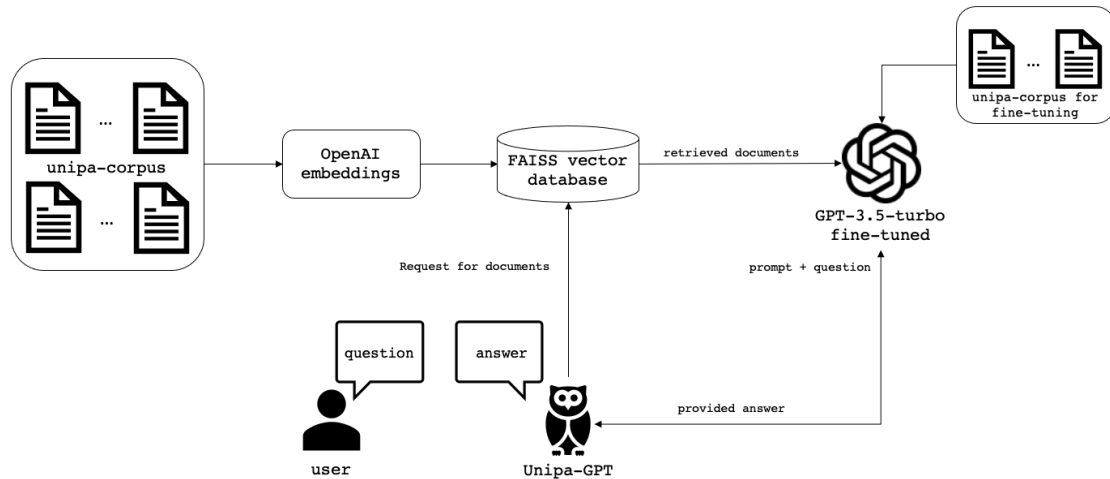 ...
unipa-corpus
...
OpenAI
embeddings
FAISS vector
database
retrieved documents
...
unipa-corpus for
fine-tuning
GPT-3.5-turbo
fine-tuned
Request for documents
prompt + question
question
answer
provided answer
user
Unipa-GPT